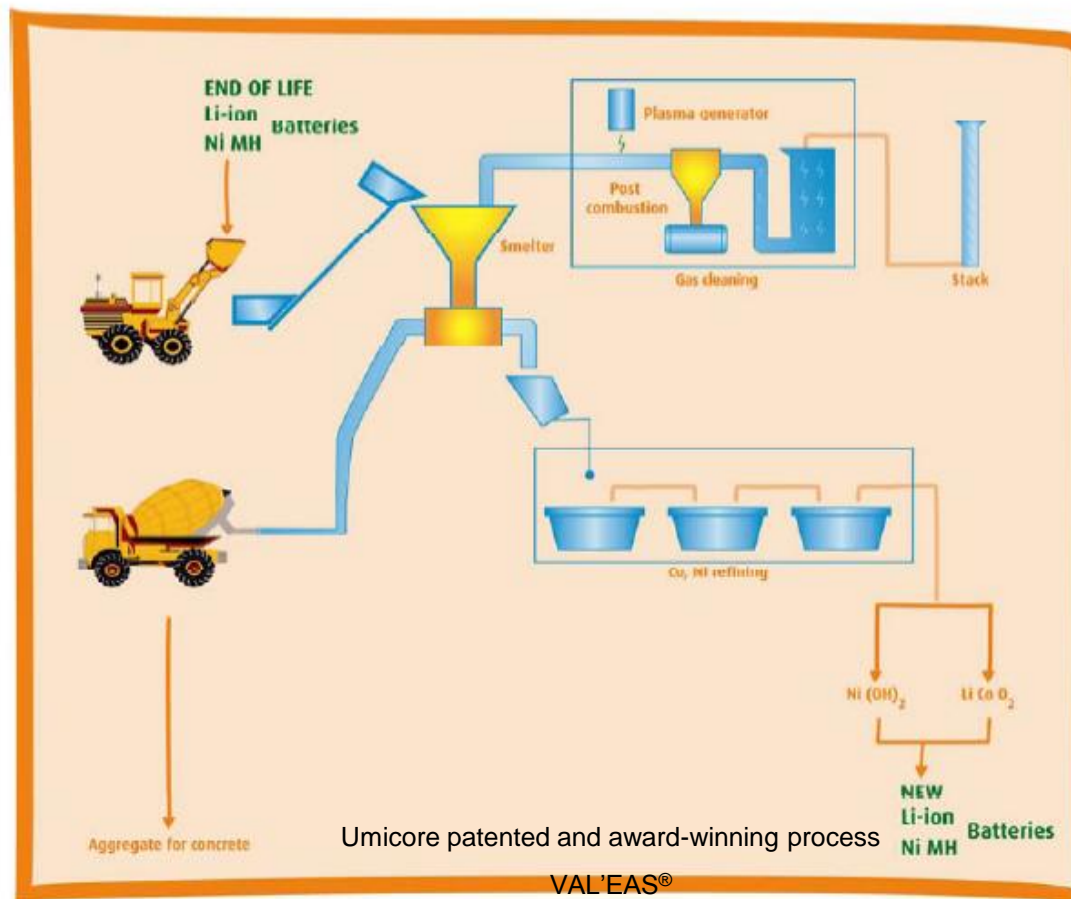 END OF LIFE
Li-ion
Batteries
Ni MH
Plasma generator
Post
combustion
Smelter
Gas cleaning
Stack
Cu, Ni refining
Ni (OH)2
Li Co O2
NEW
Li-ion
Batteries
Ni MH
Aggregate for concrete
Umicore patented and award-winning process
VAL'EAS®